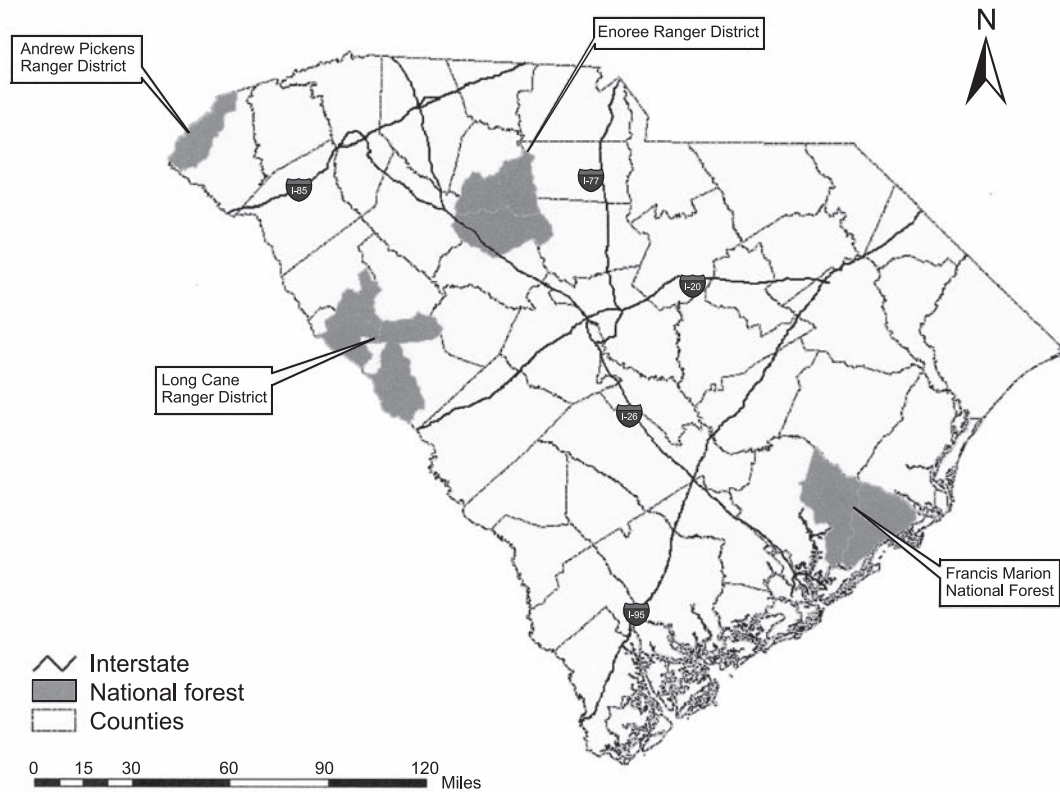 Andrew Pickens
Ranger District
Enoree Ranger District
N
I-85
I-77
I-20
Long Cane
Ranger District
I-26
Francis Marion
National Forest
I-95
Interstate
National forest
Counties
0 15 30 60 90 120
Miles